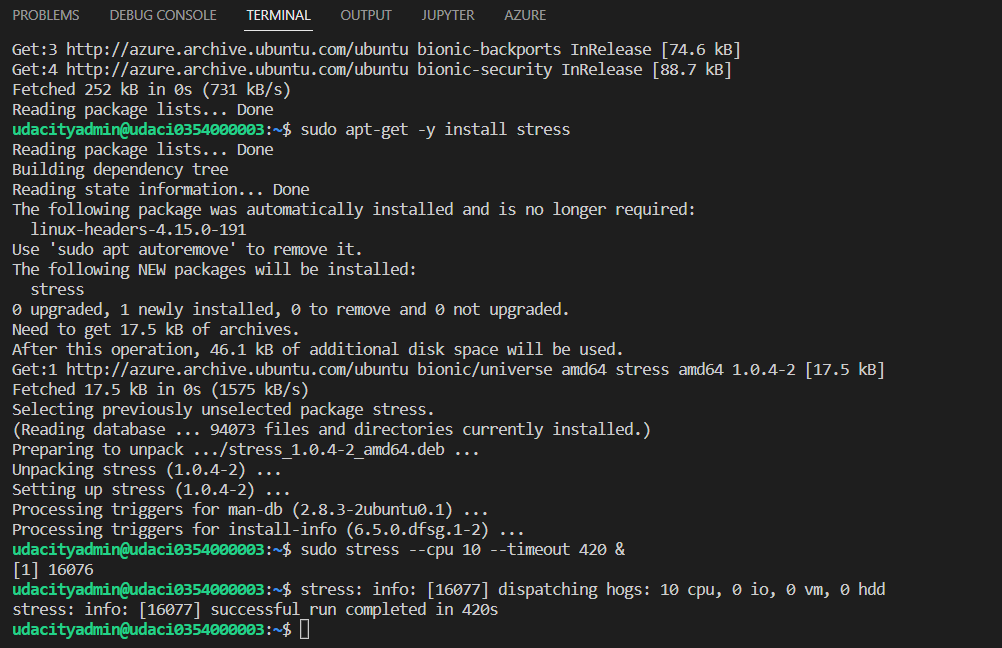 PROBLEMS DEBUG CONSOLE TERMINAL OUTPUT JUPYTER AZURE
Get:3 http://azure.archive.ubuntu.com/ubuntu bionic-backports InRelease [74.6 kB]
Get:4 http://azure.archive.ubuntu.com/ubuntu bionic-security InRelease [88.7 kB]
Fetched 252 kB in 0s (731 kB/s)
Reading package lists... Done
udacityadmin@udaci0354000003:~$ sudo apt-get -y install stress
Reading package lists... Done
Building dependency tree
Reading state information... Done
The following package was automatically installed and is no longer required:
  linux-headers-4.15.0-191
Use 'sudo apt autoremove' to remove it.
The following NEW packages will be installed:
  stress
0 upgraded, 1 newly installed, 0 to remove and 0 not upgraded.
Need to get 17.5 kB of archives.
After this operation, 46.1 kB of additional disk space will be used.
Get:1 http://azure.archive.ubuntu.com/ubuntu bionic/universe amd64 stress amd64 1.0.4-2 [17.5 kB]
Fetched 17.5 kB in 0s (1575 kB/s)
Selecting previously unselected package stress.
(Reading database ... 94073 files and directories currently installed.)
Preparing to unpack .../stress_1.0.4-2_amd64.deb ...
Unpacking stress (1.0.4-2) ...
Setting up stress (1.0.4-2) ...
Processing triggers for man-db (2.8.3-2ubuntu0.1) ...
Processing triggers for install-info (6.5.0.dfsg.1-2) ...
udacityadmin@udaci0354000003:~$ sudo stress --cpu 10 --timeout 420 &
[1] 16076
udacityadmin@udaci0354000003:~$ stress: info: [16077] dispatching hogs: 10 cpu, 0 io, 0 vm, 0 hdd
stress: info: [16077] successful run completed in 420s
udacityadmin@udaci0354000003:~$